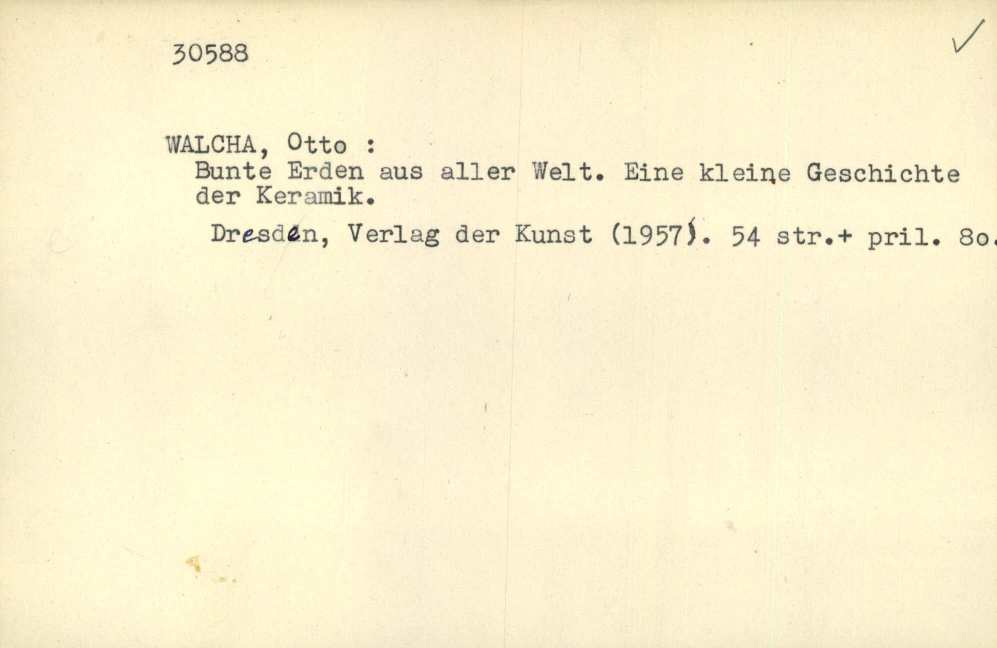 30588
WALCHA, Otto :
Bunte Erden aus aller Welt. Eine kleine Geschichte
der Keramik.
Dresden, Verlag der Kunst (1957). 54 str.+ pril. 8o.